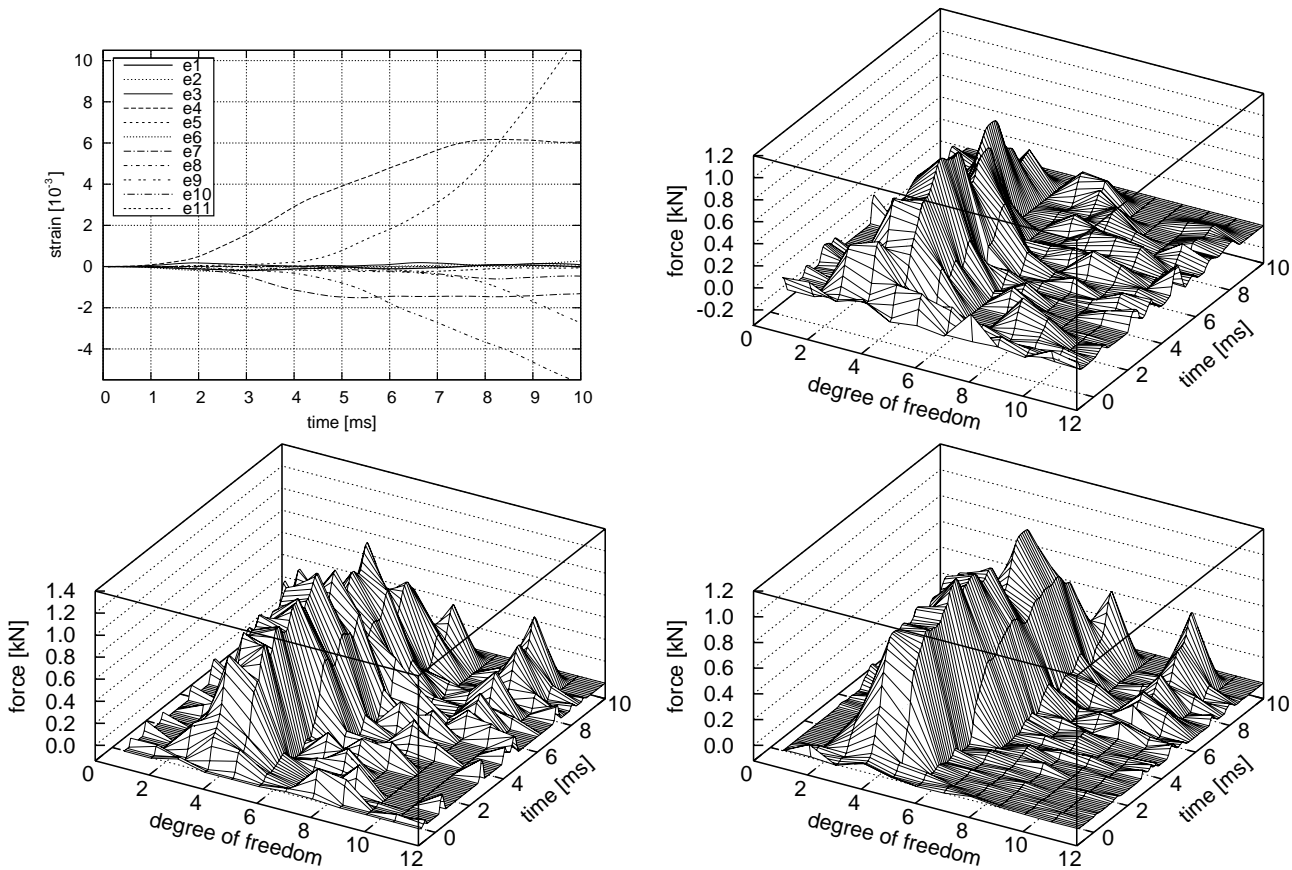 10
8
6
4
2
0
-2
-4
strain [10⁻³]
e1
e2
e3
e4
e5
e6
e7
e8
e9
e10
e11
0 1 2 3 4 5 6 7 8 9 10
time [ms]
1.2
1.0
0.8
0.6
0.4
0.2
0.0
-0.2
force [kN]
0 2 4 6 8 10 12
degree of freedom
0 2 4 6 8 10
time [ms]
1.4
1.2
1.0
0.8
0.6
0.4
0.2
0.0
force [kN]
0 2 4 6 8 10 12
degree of freedom
0 2 4 6 8 10
time [ms]
1.2
1.0
0.8
0.6
0.4
0.2
0.0
force [kN]
0 2 4 6 8 10 12
degree of freedom
0 2 4 6 8 10
time [ms]